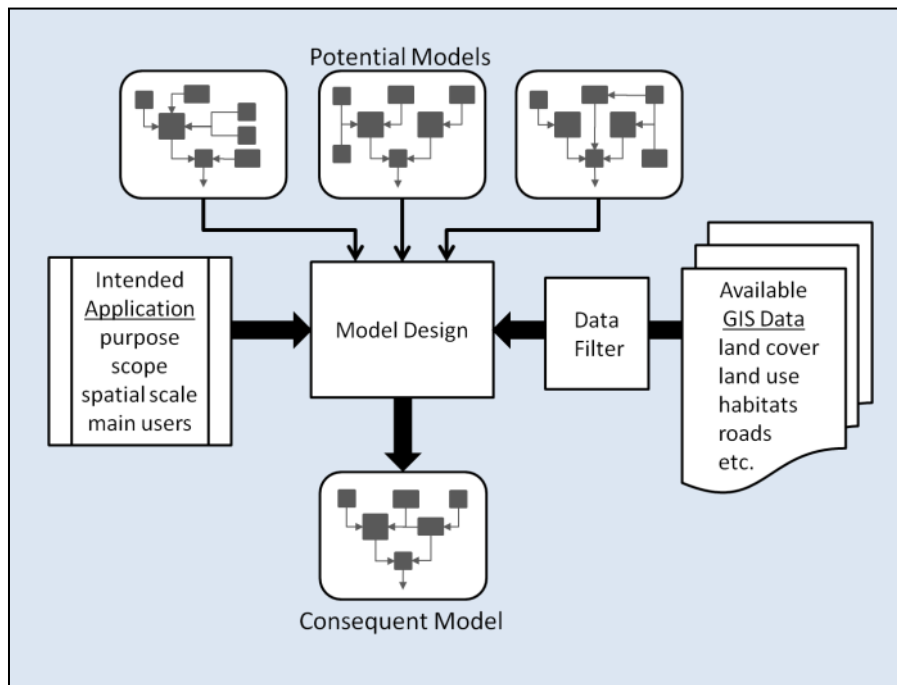 Potential Models
Intended
Application
purpose
scope
spatial scale
main users
Model Design
Data
Filter
Available
GIS Data
land cover
land use
habitats
roads
etc.
Consequent Model